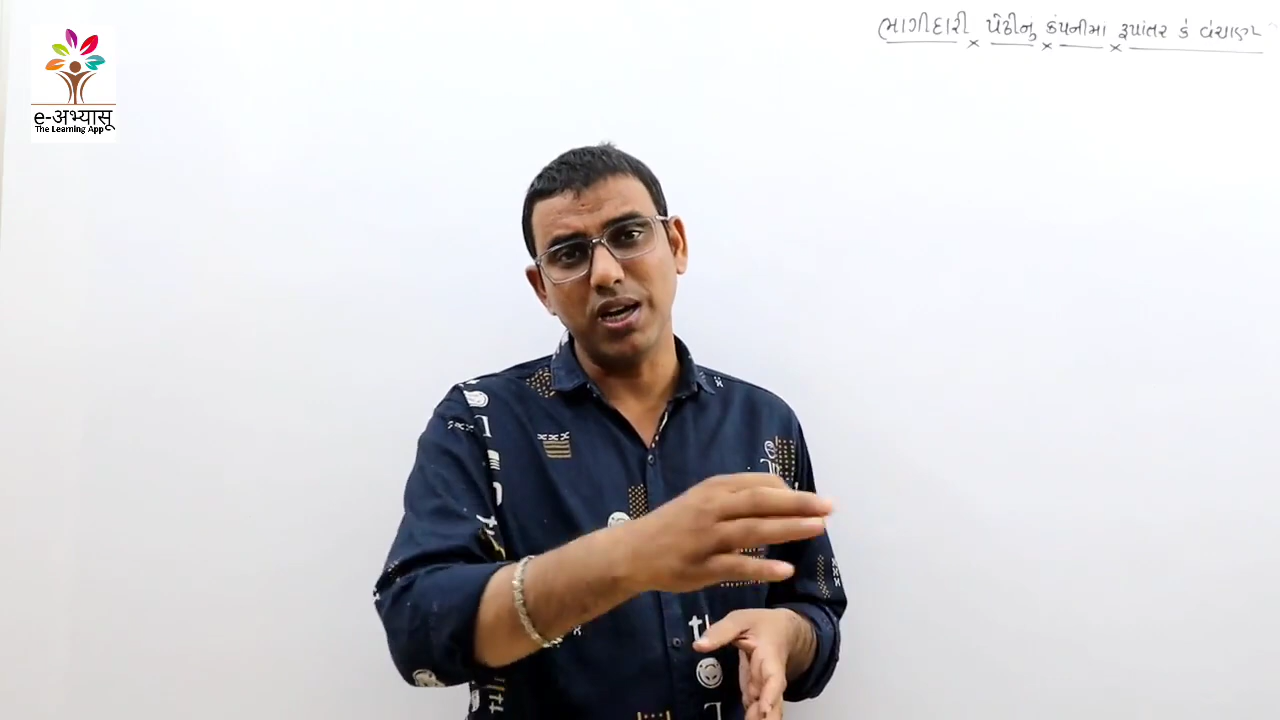 e-अभ्यासू
The Learning App
ભાગીદારી પેઢીનું કંપનીમાં રૂપાંતર કે વેચાણ